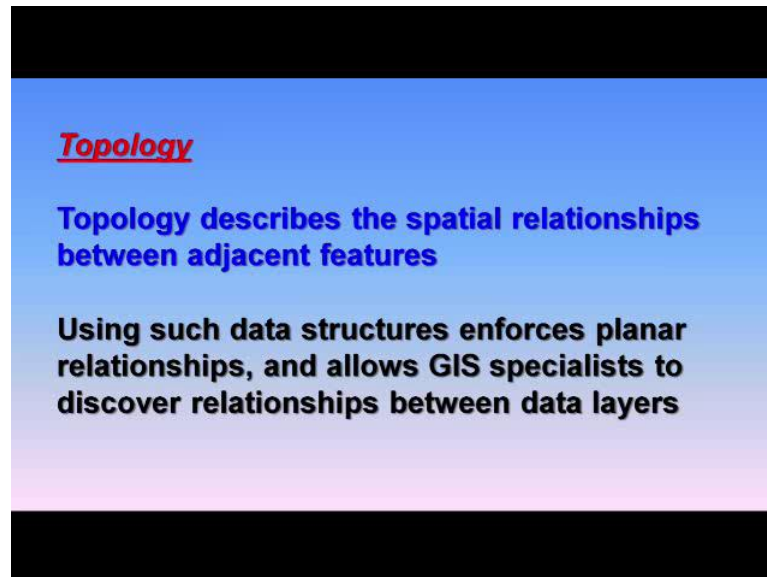 Topology
Topology describes the spatial relationships
between adjacent features
Using such data structures enforces planar
relationships, and allows GIS specialists to
discover relationships between data layers